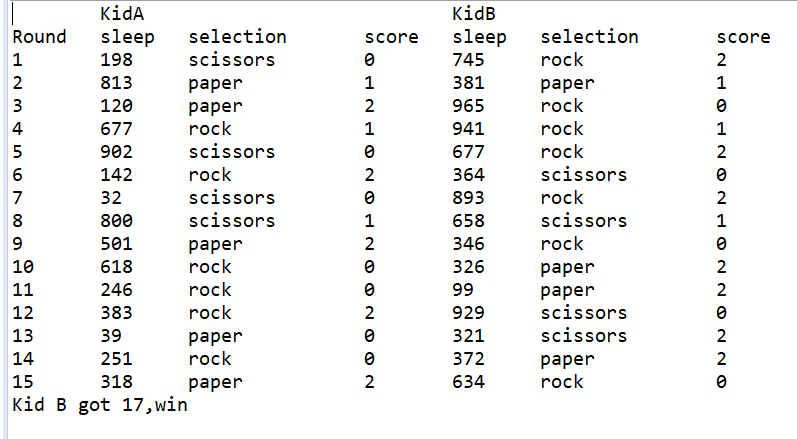 KidA KidB
Round sleep selection score sleep selection score
1 198 scissors 0 745 rock 2
2 813 paper 1 381 paper 1
3 120 paper 2 965 rock 0
4 677 rock 1 941 rock 1
5 902 scissors 0 677 rock 2
6 142 rock 2 364 scissors 0
7 32 scissors 0 893 rock 2
8 800 scissors 1 658 scissors 1
9 501 paper 2 346 rock 0
10 618 rock 0 326 paper 2
11 246 rock 0 99 paper 2
12 383 rock 2 929 scissors 0
13 39 paper 0 321 scissors 2
14 251 rock 0 372 paper 2
15 318 paper 2 634 rock 0
Kid B got 17,win